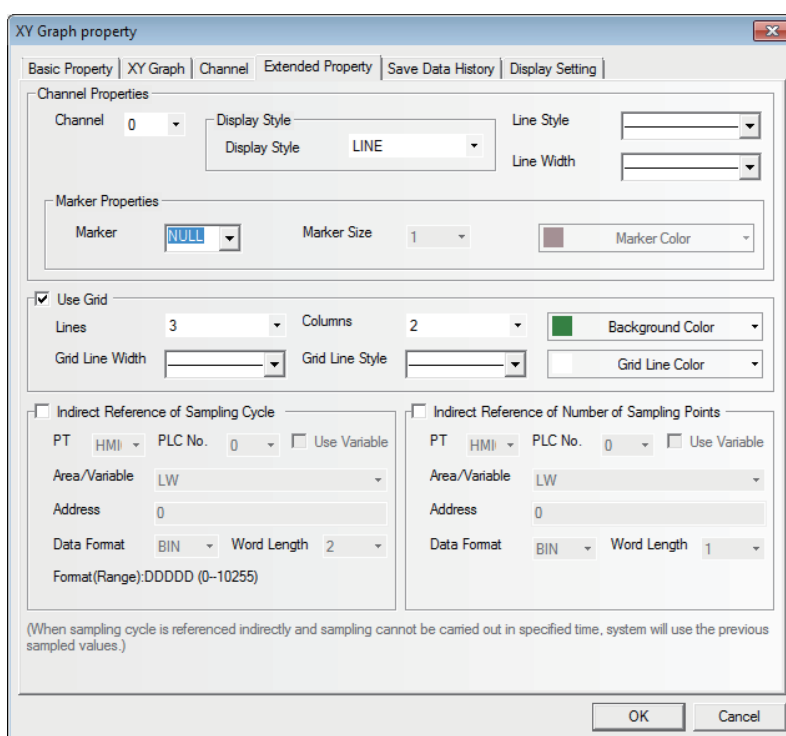 XY Graph property
Basic Property XY Graph Channel Extended Property Save Data History Display Setting
Channel Properties
Channel 0 Display Style Line Style
Display Style LINE
Line Width
Marker Properties
Marker NULL Marker Size 1 Marker Color
Use Grid
Lines 3 Columns 2 Background Color
Grid Line Width Grid Line Style Grid Line Color
Indirect Reference of Sampling Cycle Indirect Reference of Number of Sampling Points
PT HMI PLC No. 0 Use Variable PT HMI PLC No. 0 Use Variable
Area/Variable LW Area/Variable LW
Address 0 Address 0
Data Format BIN Word Length 2 Data Format BIN Word Length 1
Format(Range):DDDDD (0--10255)
(When sampling cycle is referenced indirectly and sampling cannot be carried out in specified time, system will use the previous
sampled values.)
OK Cancel